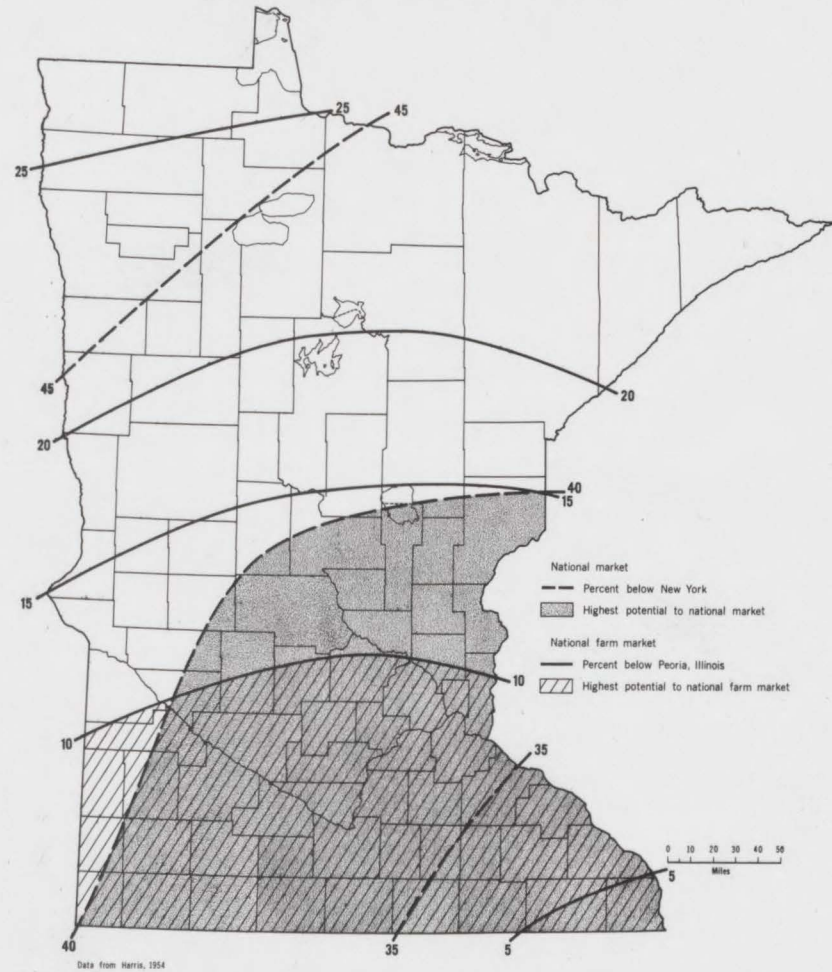 25
45
25
45
20
20
40
15
15
National market
Percent below New York
Highest potential to national market
National farm market
Percent below Peoria, Illinois
Highest potential to national farm market
10
10
35
0 10 20 30 40 50
Miles
5
40
35
5
Data from Harris, 1954